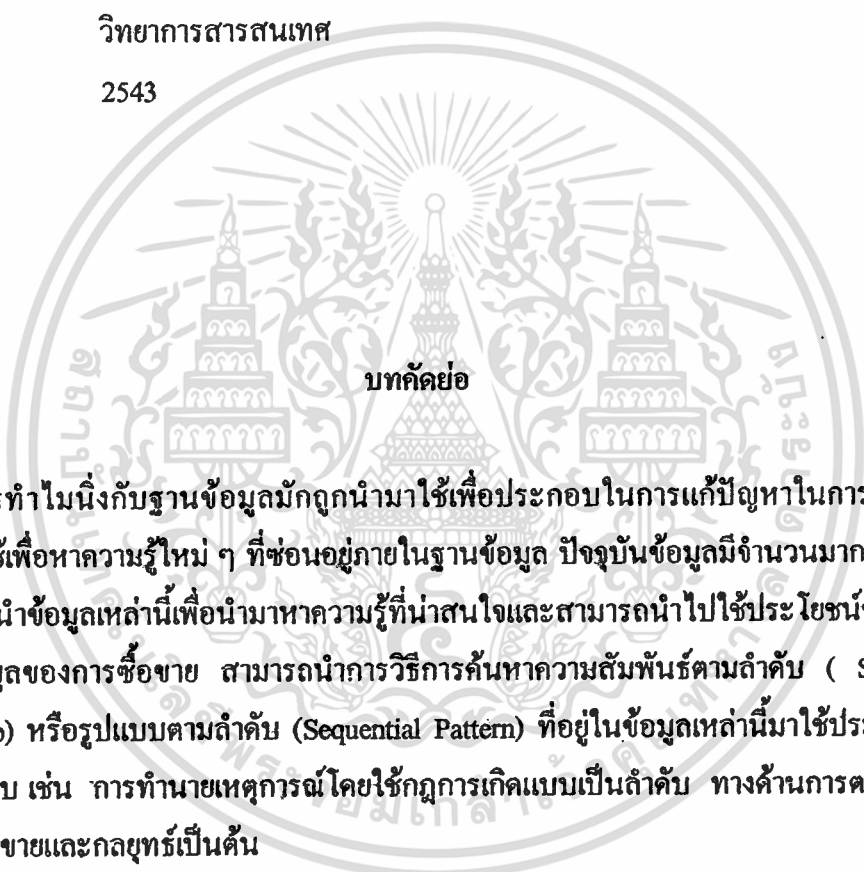 วิทยาการสารสนเทศ
2543
บทคัดย่อ
รทำไมนิ่งกับฐานข้อมูลมักถูกนำมาใช้เพื่อประกอบในการแก้ปัญหาในการ
ช้เพื่อหาความรู้ใหม่ ๆ ที่ซ่อนอยู่ภายในฐานข้อมูล ปัจจุบันข้อมูลมีจำนวนมาก
นำข้อมูลเหล่านี้เพื่อนำมาหาความรู้ที่น่าสนใจและสามารถนำไปใช้ประโยชน์
มูลของการซื้อขาย สามารถนำการวิธีการค้นหาความสัมพันธ์ตามลำดับ ( S
) หรือรูปแบบตามลำดับ (Sequential Pattern) ที่อยู่ในข้อมูลเหล่านี้มาใช้ประ
บ เช่น การทำนายเหตุการณ์โดยใช้กฎการเกิดแบบเป็นลำดับ ทางด้านการต
ขายและกลยุทธ์เป็นต้น